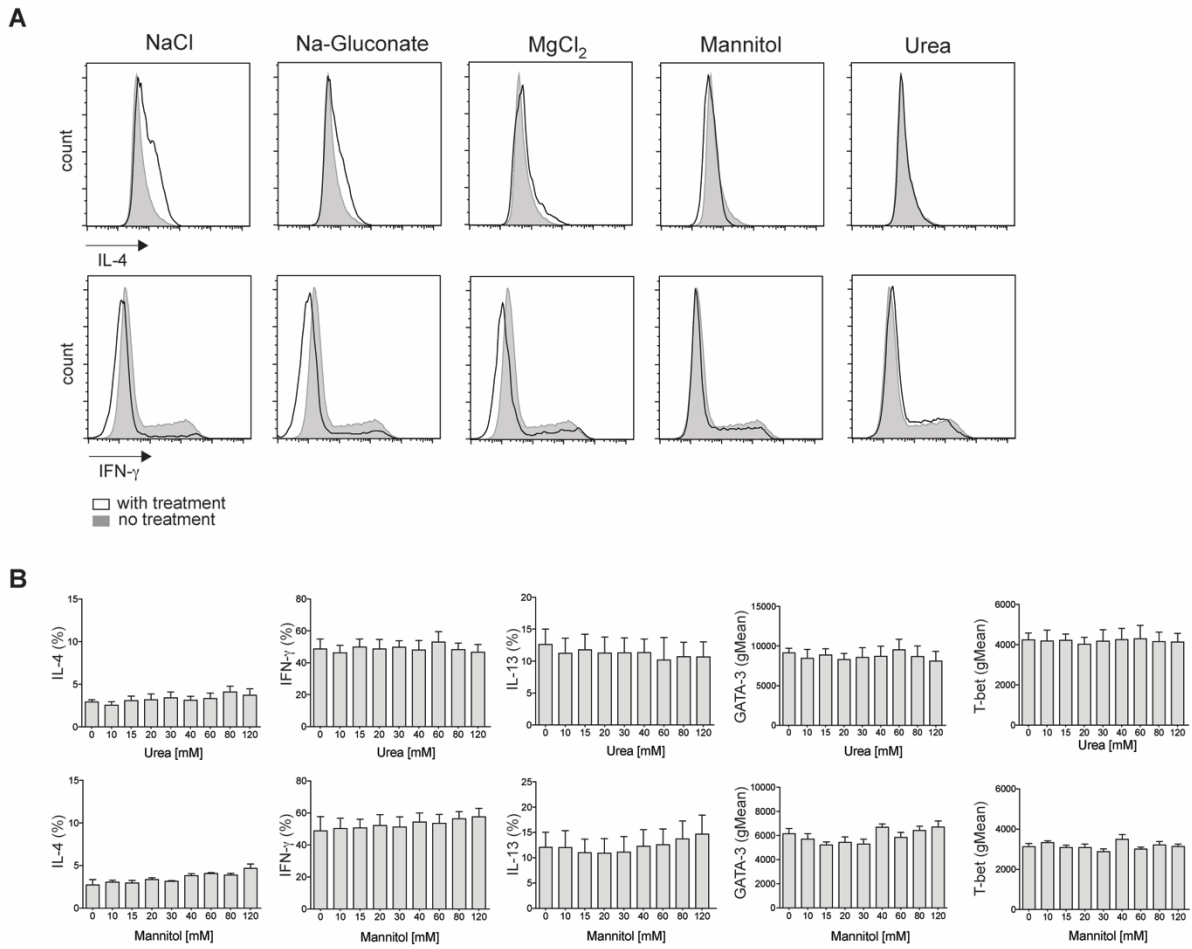 A
NaCl
Na-Gluconate
MgCl₂
Mannitol
Urea
count
IL-4
count
IFN-γ
with treatment
no treatment
B
IL-4 (%)
15
10
5
0
0 10 15 20 30 40 60 80 120
Urea [mM]
IFN-γ (%)
80
60
40
20
0
0 10 15 20 30 40 60 80 120
Urea [mM]
IL-13 (%)
20
15
10
5
0
0 10 15 20 30 40 60 80 120
Urea [mM]
GATA-3 (gMean)
15000
10000
5000
0
0 10 15 20 30 40 60 80 120
Urea [mM]
T-bet (gMean)
6000
4000
2000
0
0 10 15 20 30 40 60 80 120
Urea [mM]
IL-4 (%)
15
10
5
0
0 10 15 20 30 40 60 80 120
Mannitol [mM]
IFN-γ (%)
80
60
40
20
0
0 10 15 20 30 40 60 80 120
Mannitol [mM]
IL-13 (%)
25
20
15
10
5
0
0 10 15 20 30 40 60 80 120
Mannitol [mM]
GATA-3 (gMean)
10000
8000
6000
4000
2000
0
0 10 15 20 30 40 60 80 120
Mannitol [mM]
T-bet (gMean)
6000
4000
2000
0
0 10 15 20 30 40 60 80 120
Mannitol [mM]